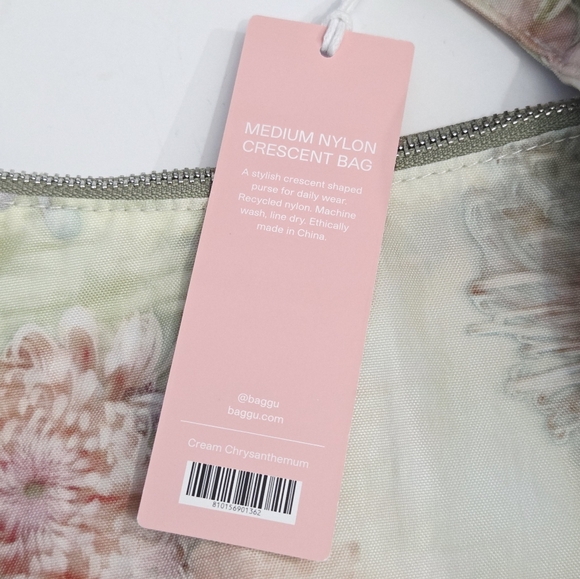 MEDIUM NYLON
CRESCENT BAG
A stylish crescent shaped
purse for daily wear.
Recycled nylon. Machine
wash, line dry. Ethically
made in China.
@baggu
baggu.com
Cream Chrysanthemum
810156901362